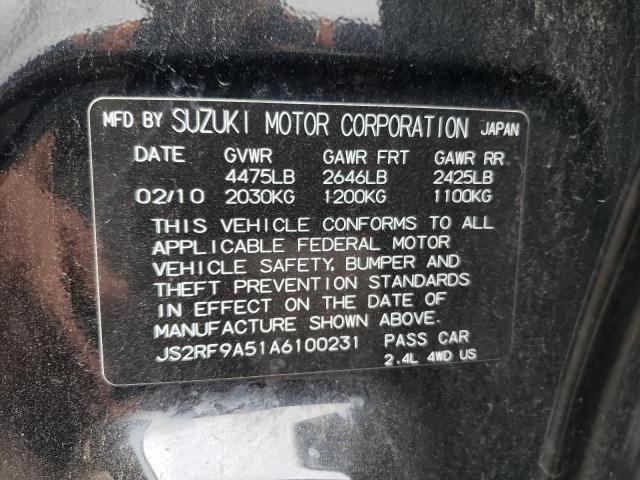 MFD BY SUZUKI MOTOR CORPORATION JAPAN
DATE GVWR GAWR FRT GAWR RR
4475LB 2646LB 2425LB
02/10 2030KG 1200KG 1100KG
THIS VEHICLE CONFORMS TO ALL
APPLICABLE FEDERAL MOTOR
VEHICLE SAFETY, BUMPER AND
THEFT PREVENTION STANDARDS
IN EFFECT ON THE DATE OF
MANUFACTURE SHOWN ABOVE.
JS2RF9A51A6100231 PASS CAR
2.4L 4WD US